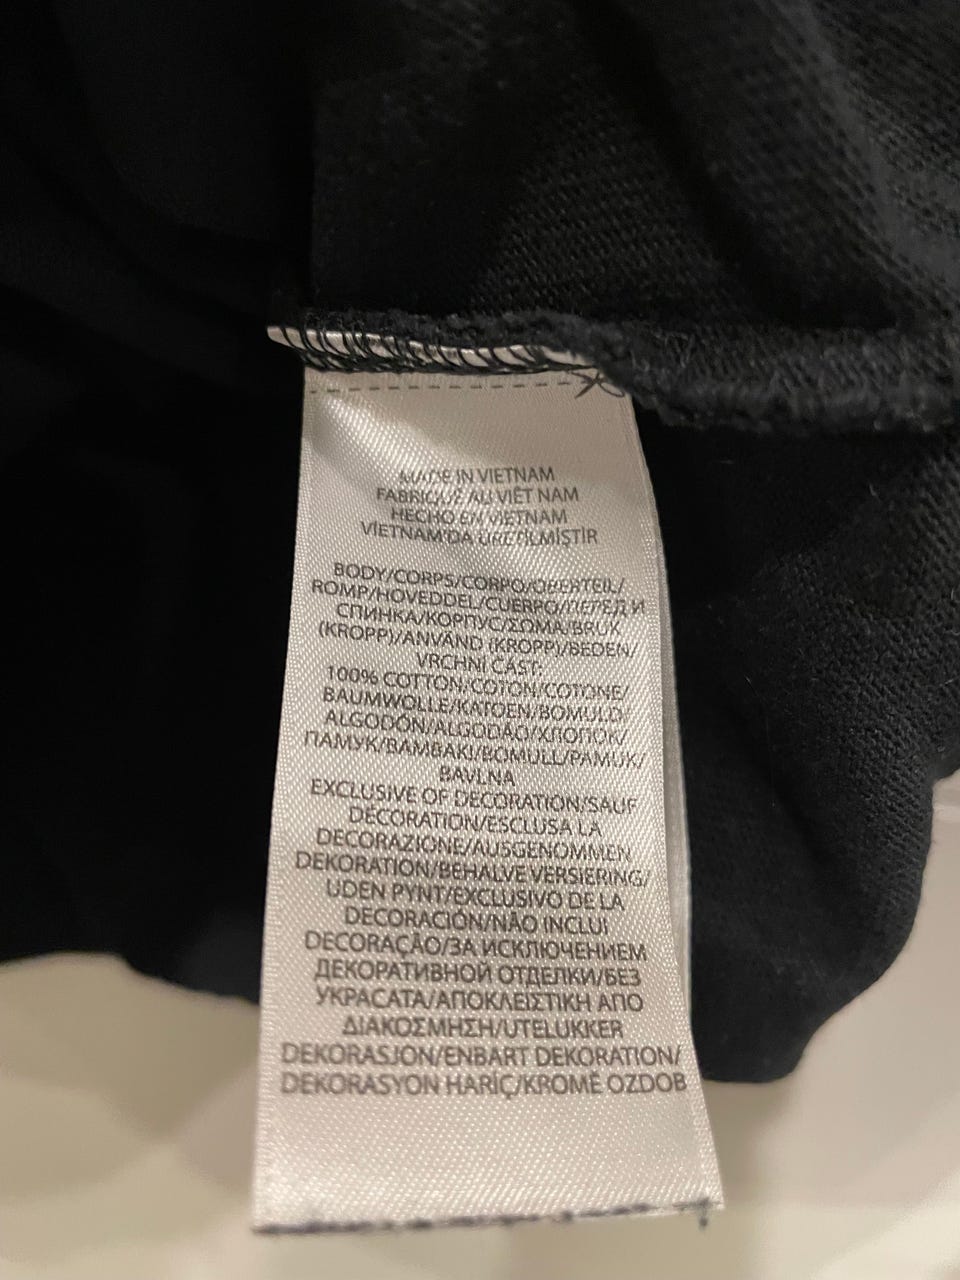 MADE IN VIETNAM
FABRIQUÉ AU VIÊT NAM
HECHO EN VIETNAM
VİETNAM'DA ÜRETİLMİŞTİR
BODY/CORPS/CORPO/OBERTEIL/
ROMP/HOVEDDEL/CUERPO/ПЕРЕД И
СПИНКА/КОРПУС/ΣΩΜΑ/BRUK
(KROPP)/ANVÄND (KROPP)/BEDEN/
VRCHNÍ ČÁST:
100% COTTON/COTON/COTONE/
BAUMWOLLE/KATOEN/BOMULD/
ALGODÓN/ALGODÃO/ХЛОПОК/
ПАМУК/ΒΑΜΒΑΚΙ/BOMULL/PAMUK/
BAVLNA
EXCLUSIVE OF DECORATION/SAUF
DÉCORATION/ESCLUSA LA
DECORAZIONE/AUSGENOMMEN
DEKORATION/BEHALVE VERSIERING/
UDEN PYNT/EXCLUSIVO DE LA
DECORACIÓN/NÃO INCLUI
DECORAÇÃO/ЗА ИСКЛЮЧЕНИЕМ
ДЕКОРАТИВНОЙ ОТДЕЛКИ/БЕЗ
УКРАСАТА/ΑΠΟΚΛΕΙΣΤΙΚΗ ΑΠΟ
ΔΙΑΚΟΣΜΗΣΗ/UTELUKKER
DEKORASJON/ENBART DEKORATION/
DEKORASYON HARİÇ/KROMĚ OZDOB